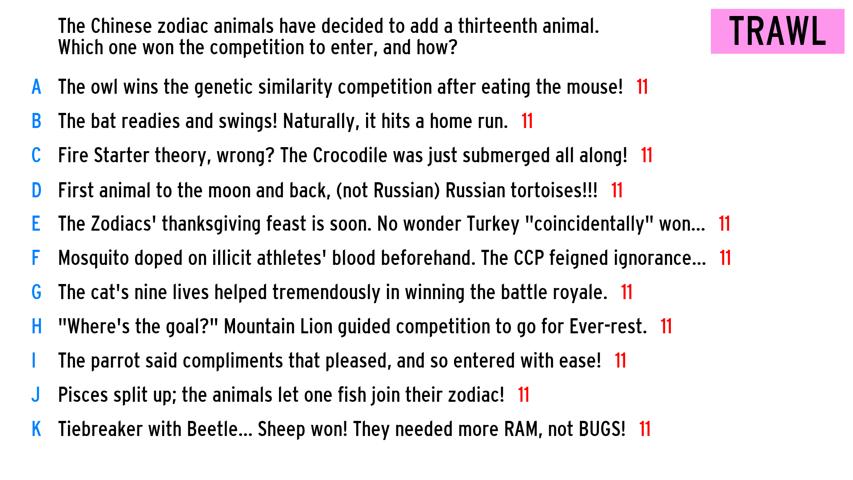 The Chinese zodiac animals have decided to add a thirteenth animal.
Which one won the competition to enter, and how?
TRAWL
A The owl wins the genetic similarity competition after eating the mouse! 11
B The bat readies and swings! Naturally, it hits a home run. 11
C Fire Starter theory, wrong? The Crocodile was just submerged all along! 11
D First animal to the moon and back, (not Russian) Russian tortoises!!! 11
E The Zodiacs' thanksgiving feast is soon. No wonder Turkey "coincidentally" won... 11
F Mosquito doped on illicit athletes' blood beforehand. The CCP feigned ignorance... 11
G The cat's nine lives helped tremendously in winning the battle royale. 11
H "Where's the goal?" Mountain Lion guided competition to go for Ever-rest. 11
I The parrot said compliments that pleased, and so entered with ease! 11
J Pisces split up; the animals let one fish join their zodiac! 11
K Tiebreaker with Beetle... Sheep won! They needed more RAM, not BUGS! 11